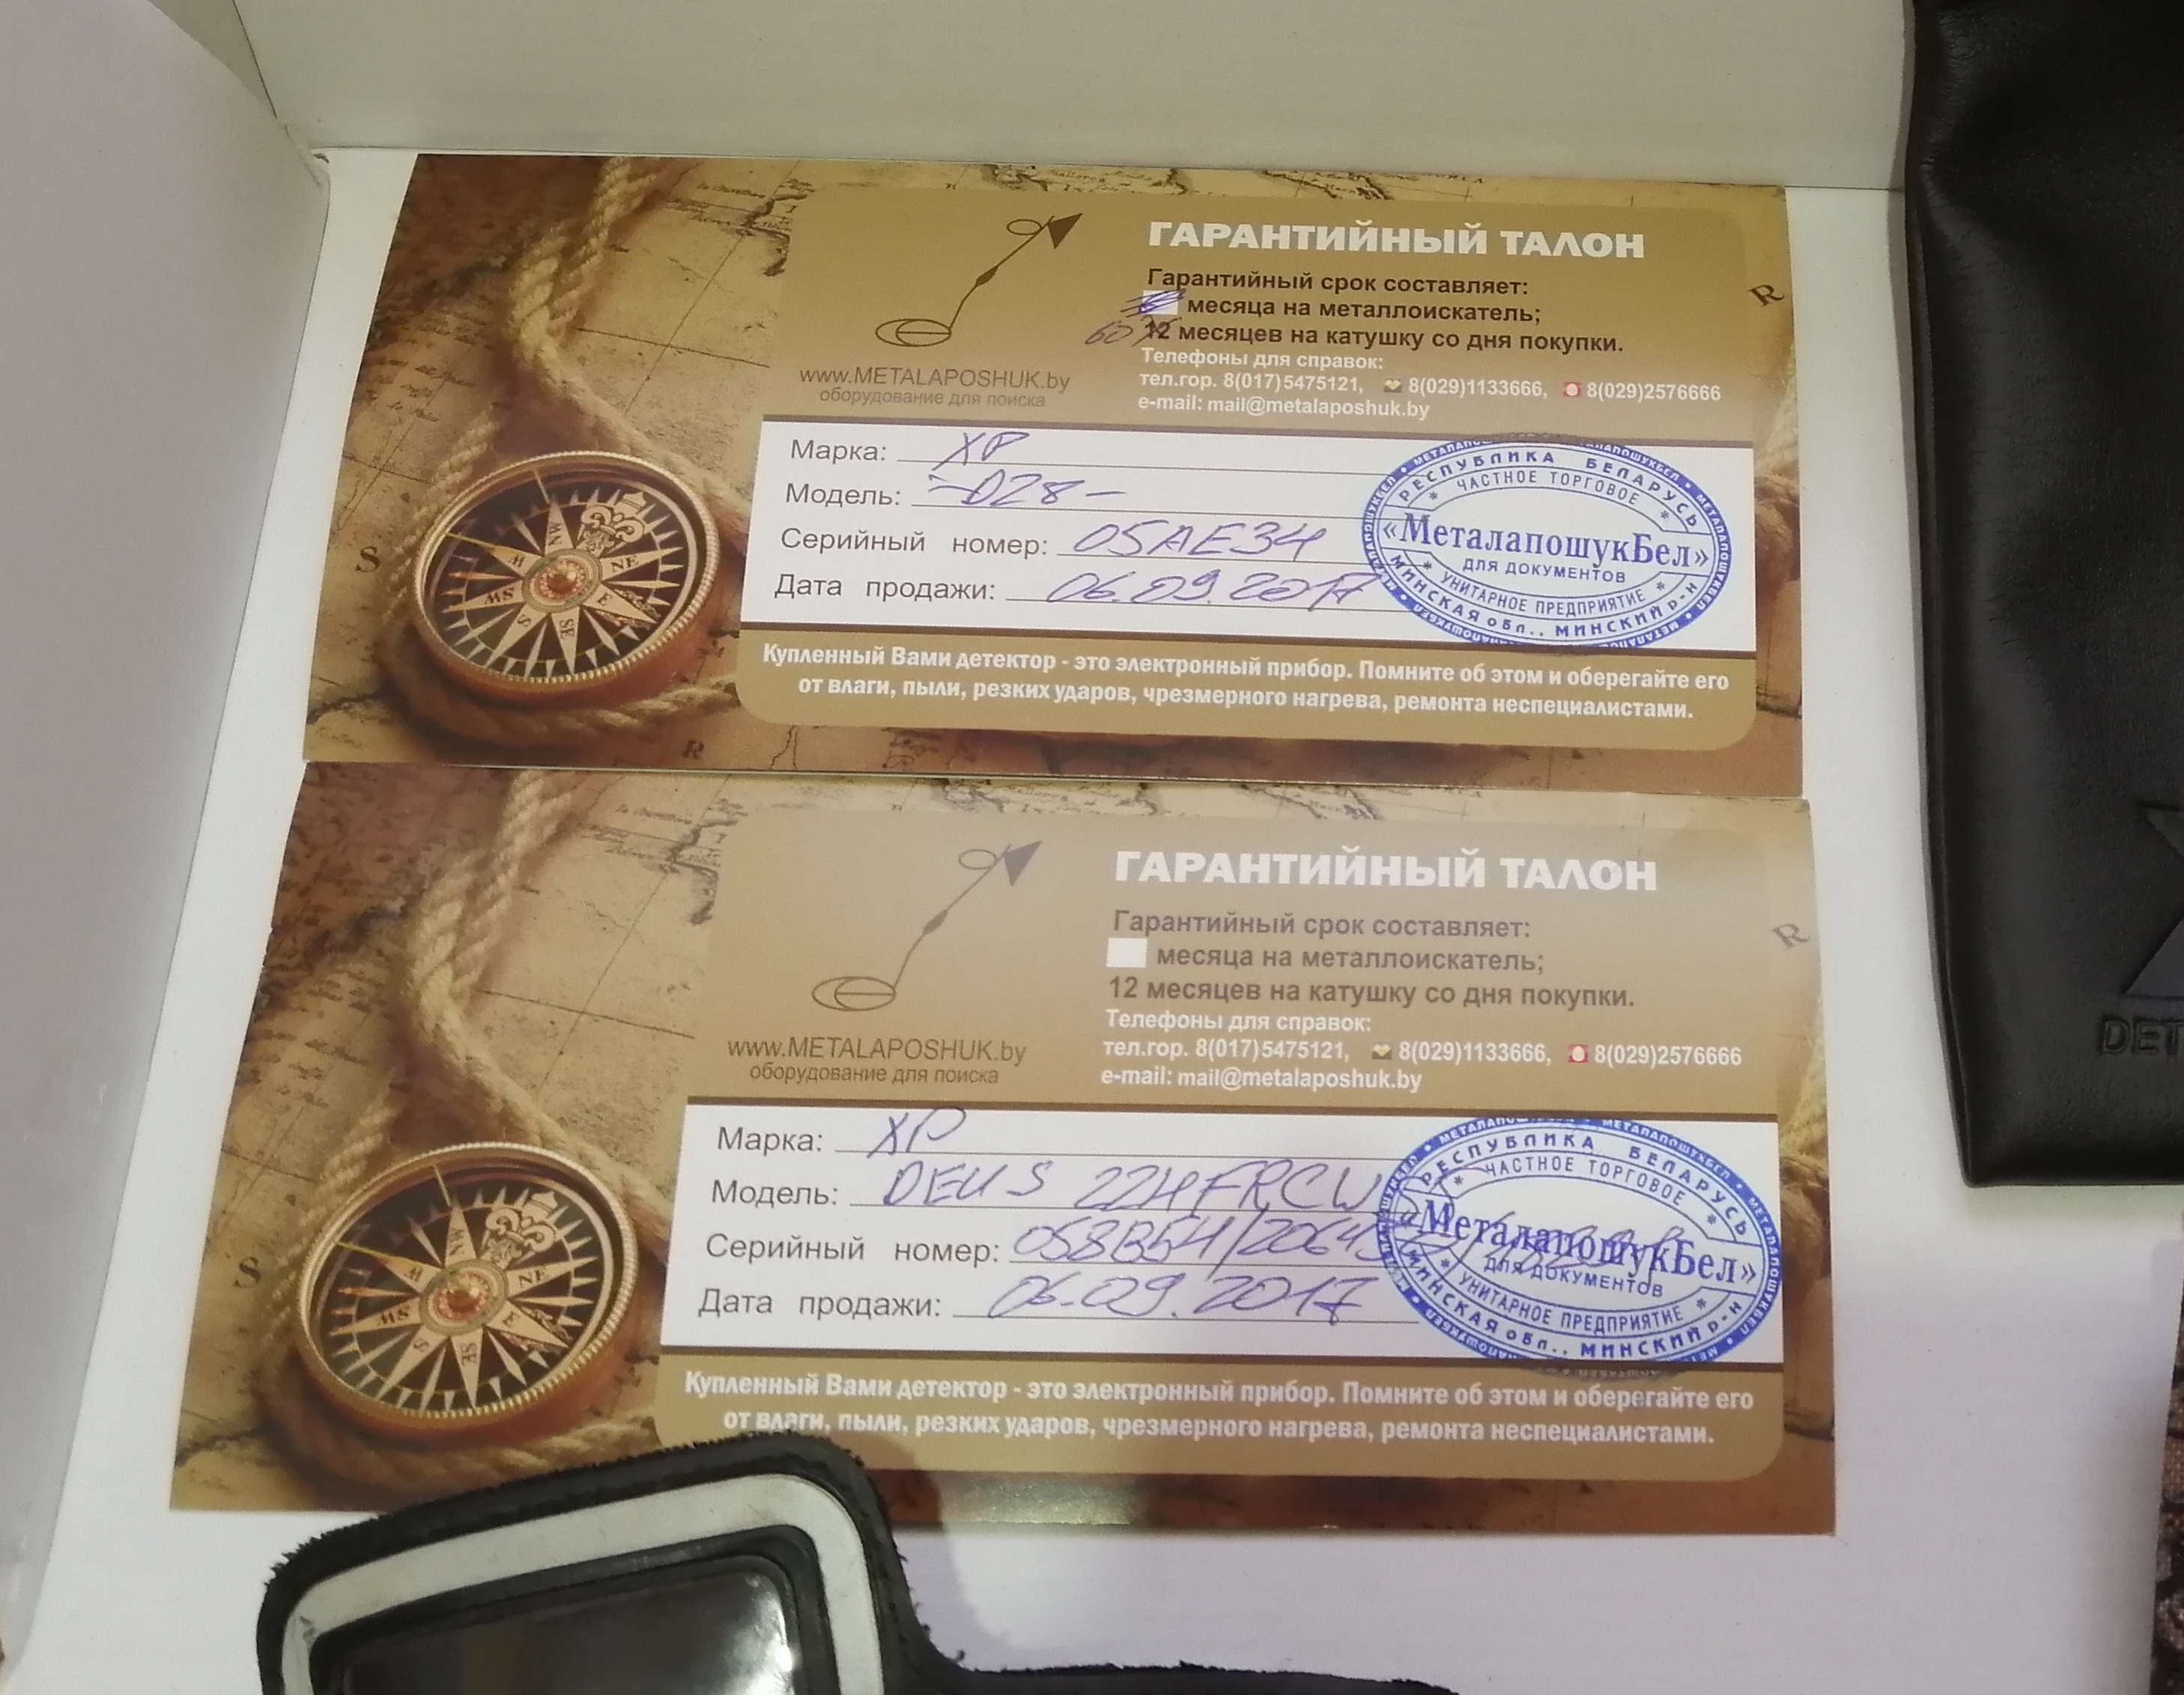 ГАРАНТИЙНЫЙ ТАЛОН
Гарантийный срок составляет:
месяца на металлоискатель;
60 12 месяцев на катушку со дня покупки.
Телефоны для справок:
тел.гор. 8(017)5475121, 8(029)1133666, 8(029)2576666
e-mail: mail@metalaposhuk.by
www.METALAPOSHUK.by
оборудование для поиска
Марка: XP
Модель: -D28-
Серийный номер: 05AE34
Дата продажи: 06.09.2017
РЕСПУБЛИКА БЕЛАРУСЬ
ЧАСТНОЕ ТОРГОВОЕ
«МеталапошукБел»
ДЛЯ ДОКУМЕНТОВ
УНИТАРНОЕ ПРЕДПРИЯТИЕ
МИНСКАЯ обл., МИНСКИЙ р-н
Купленный Вами детектор - это электронный прибор. Помните об этом и оберегайте его
от влаги, пыли, резких ударов, чрезмерного нагрева, ремонта неспециалистами.
S
R
R
NE
E
SE
S
W
ГАРАНТИЙНЫЙ ТАЛОН
Гарантийный срок составляет:
месяца на металлоискатель;
12 месяцев на катушку со дня покупки.
Телефоны для справок:
тел.гор. 8(017)5475121, 8(029)1133666, 8(029)2576666
e-mail: mail@metalaposhuk.by
www.METALAPOSHUK.by
оборудование для поиска
Марка: XP
Модель: DEUS
Серийный номер:
Дата продажи: 06.09.2017
РЕСПУБЛИКА БЕЛАРУСЬ
ЧАСТНОЕ ТОРГОВОЕ
«МеталапошукБел»
ДЛЯ ДОКУМЕНТОВ
УНИТАРНОЕ ПРЕДПРИЯТИЕ
МИНСКАЯ обл., МИНСКИЙ р-н
Купленный Вами детектор - это электронный прибор. Помните об этом и оберегайте его
от влаги, пыли, резких ударов, чрезмерного нагрева, ремонта неспециалистами.
S
R
NW
NE
E
SE
S
W
DET